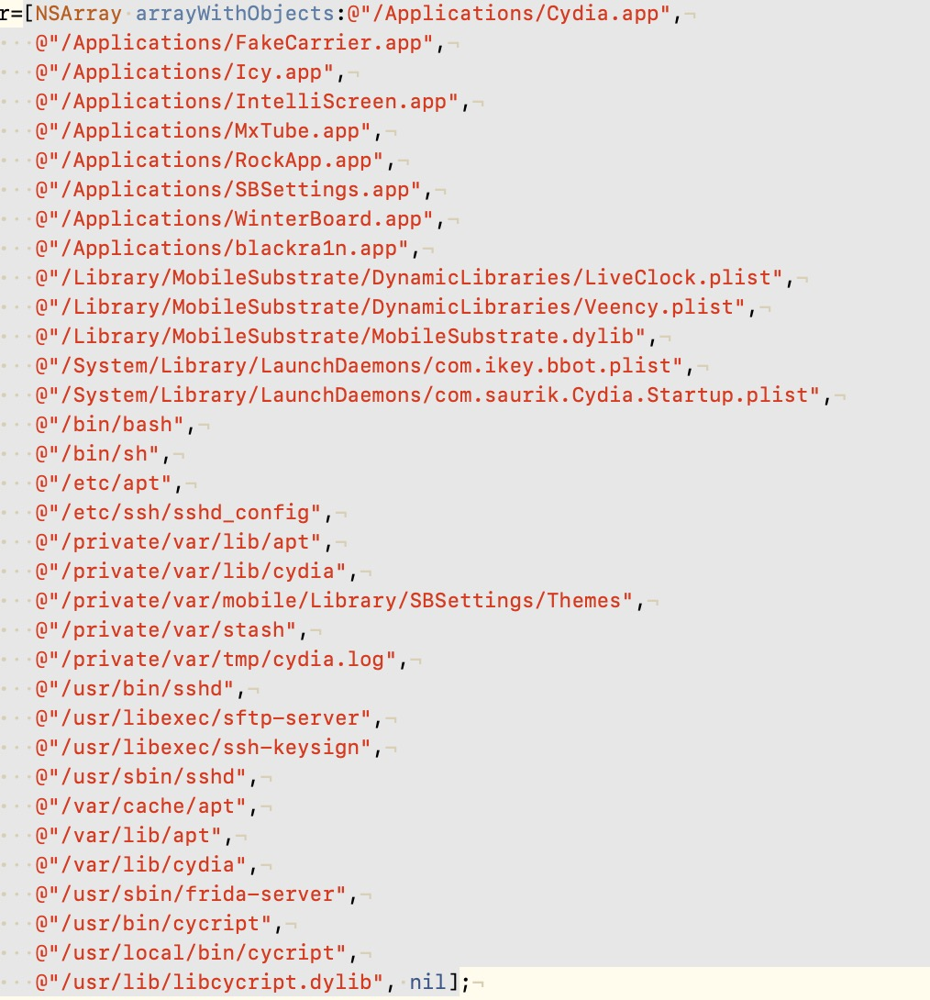 r=[NSArray arrayWithObjects:@"/Applications/Cydia.app",
@"/Applications/FakeCarrier.app",
@"/Applications/Icy.app",
@"/Applications/IntelliScreen.app",
@"/Applications/MxTube.app",
@"/Applications/RockApp.app",
@"/Applications/SBSettings.app",
@"/Applications/WinterBoard.app",
@"/Applications/blackra1n.app",
@"/Library/MobileSubstrate/DynamicLibraries/LiveClock.plist",
@"/Library/MobileSubstrate/DynamicLibraries/Veency.plist",
@"/Library/MobileSubstrate/MobileSubstrate.dylib",
@"/System/Library/LaunchDaemons/com.ikey.bbot.plist",
@"/System/Library/LaunchDaemons/com.saurik.Cydia.Startup.plist",
@"/bin/bash",
@"/bin/sh",
@"/etc/apt",
@"/etc/ssh/sshd_config",
@"/private/var/lib/apt",
@"/private/var/lib/cydia",
@"/private/var/mobile/Library/SBSettings/Themes",
@"/private/var/stash",
@"/private/var/tmp/cydia.log",
@"/usr/bin/sshd",
@"/usr/libexec/sftp-server",
@"/usr/libexec/ssh-keysign",
@"/usr/sbin/sshd",
@"/var/cache/apt",
@"/var/lib/apt",
@"/var/lib/cydia",
@"/usr/sbin/frida-server",
@"/usr/bin/cycript",
@"/usr/local/bin/cycript",
@"/usr/lib/libcycript.dylib", nil];